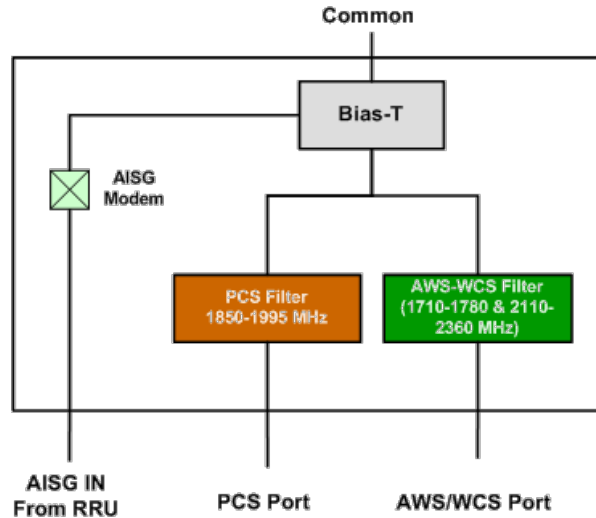 Common
Bias-T
AISG
Modem
PCS Filter
1850-1995 MHz
AWS-WCS Filter
(1710-1780 & 2110-
2360 MHz)
AISG IN
From RRU
PCS Port
AWS/WCS Port